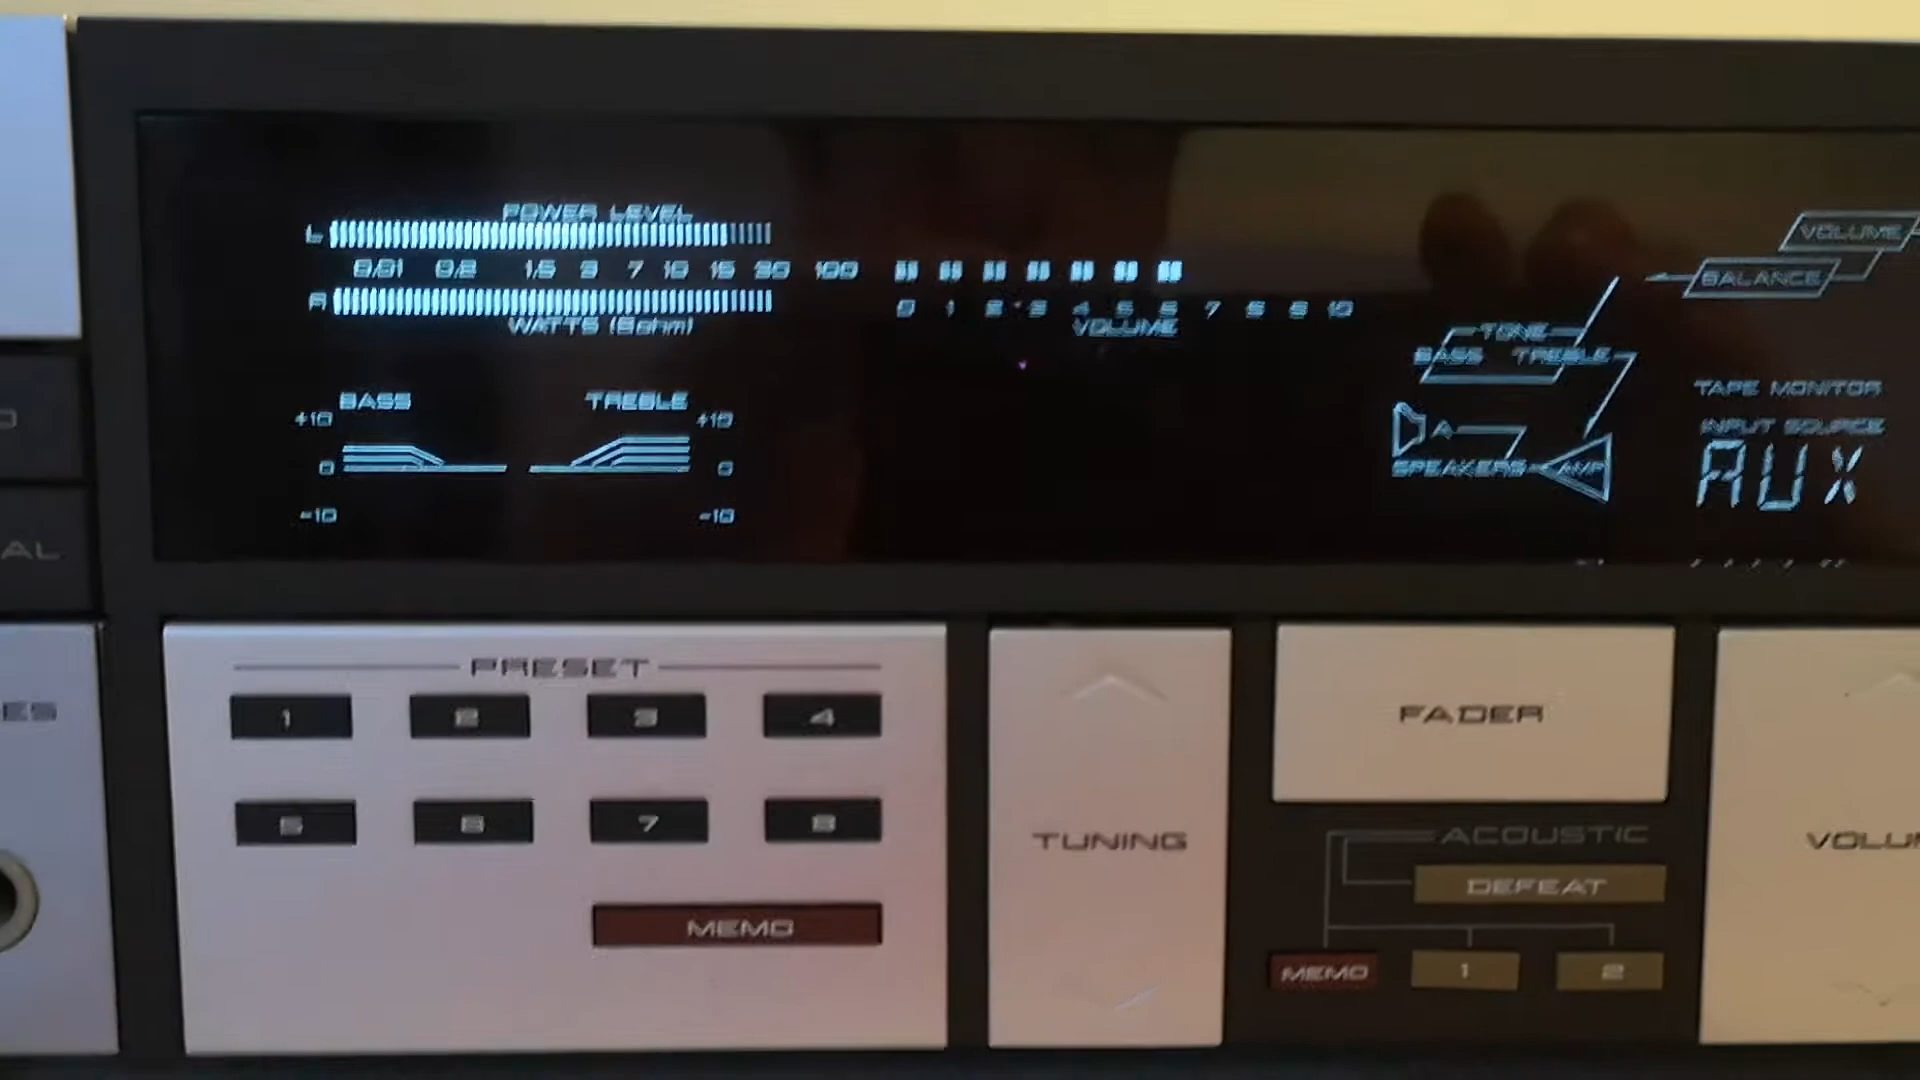 POWER LEVEL
L
0.01 0.2 1.5 3 7 10 15 30 100
R
WATTS (8ohm)
0 1 2 3 4 5 6 7 8 9 10
VOLUME
BASS TREBLE
+10 +10
0 0
-10 -10
VOLUME
BALANCE
TONE
BASS TREBLE
A
SPEAKERS AMP
TAPE MONITOR
INPUT SOURCE
AUX
AL
ES
PRESET
1 2 3 4
5 6 7 8
MEMO
TUNING
FADER
ACOUSTIC
DEFEAT
MEMO 1 2
VOLUM